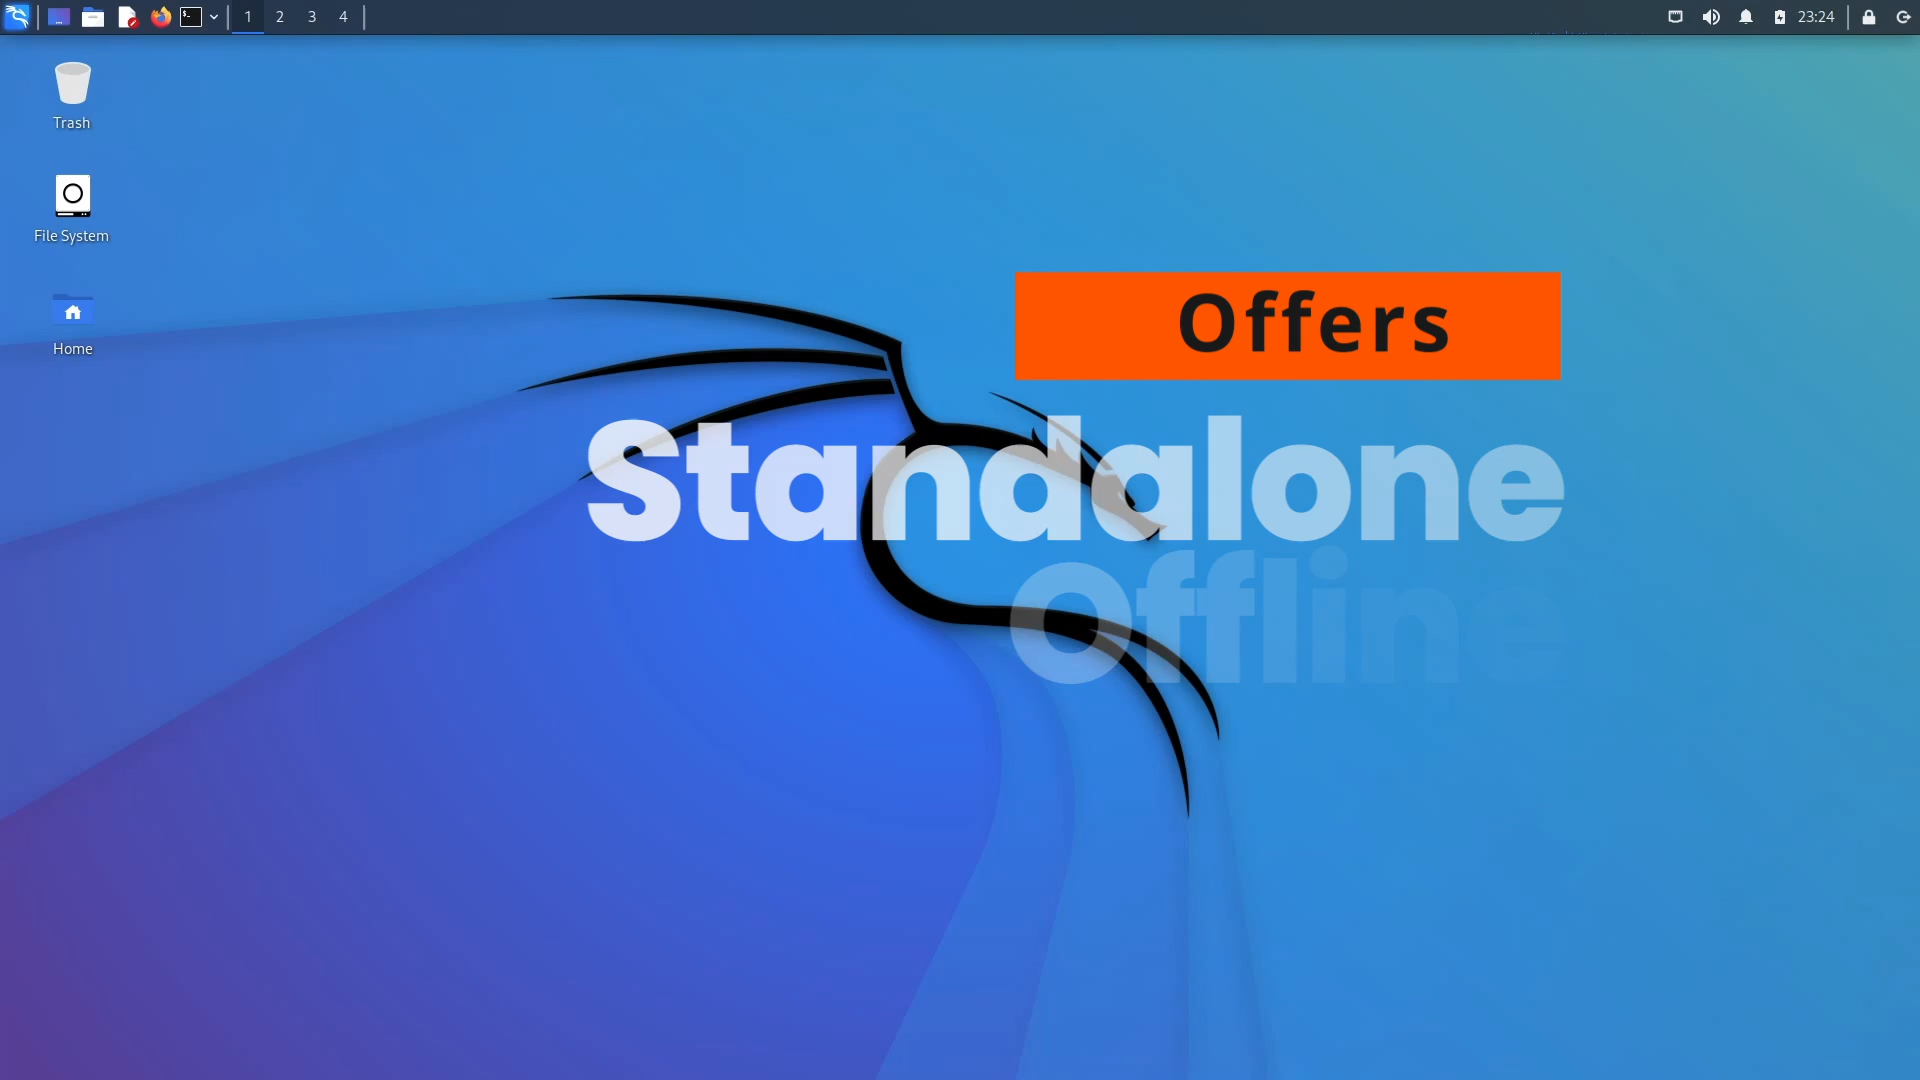 1 2 3 4
23:24
Trash
File System
Home
Offers
Standalone
Offline